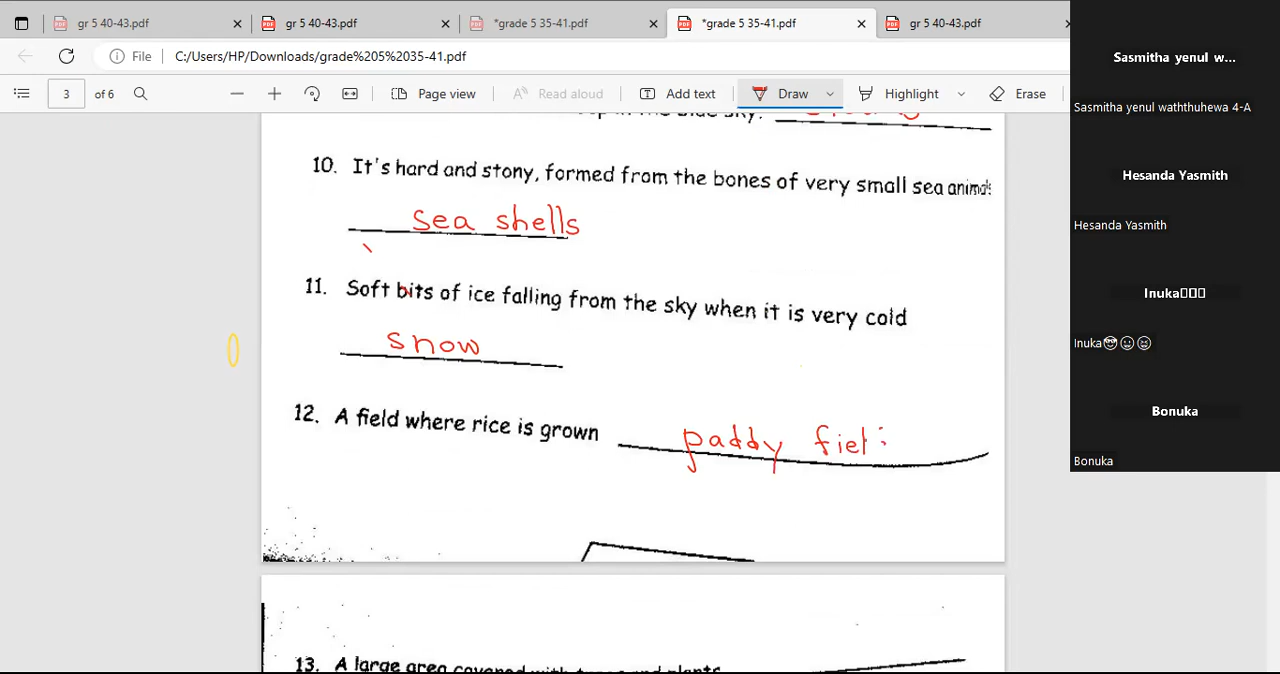 gr 5 40-43.pdf
gr 5 40-43.pdf
*grade 5 35-41.pdf
*grade 5 35-41.pdf
gr 5 40-43.pdf
File C:/Users/HP/Downloads/grade%205%2035-41.pdf
3 of 6 Page view Read aloud Add text Draw Highlight Erase
10. It's hard and stony, formed from the bones of very small sea
sea shells
11. Soft bits of ice falling from the sky when it is very cold
snow
12. A field where rice is grown paddy
13. A large area covered with
Sasmitha yenul w...
Sasmitha yenul waththuhewa 4-A
Hesanda Yasmith
Hesanda Yasmith
Inuka
Inuka😎😐😝
Bonuka
Bonuka